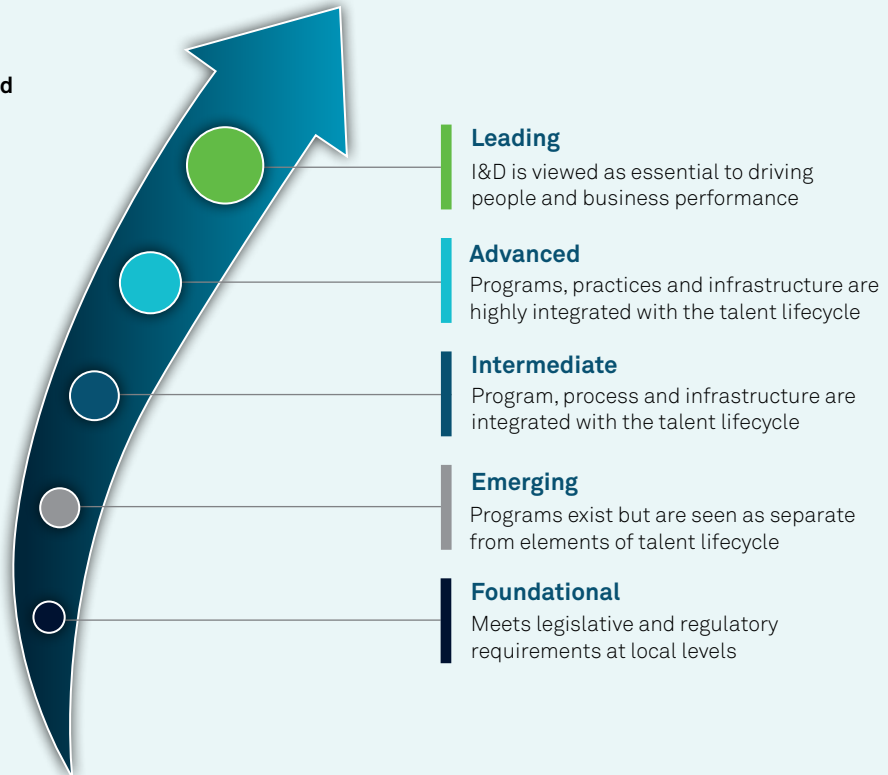 d
Leading
I&D is viewed as essential to driving
people and business performance
Advanced
Programs, practices and infrastructure are
highly integrated with the talent lifecycle
Intermediate
Program, process and infrastructure are
integrated with the talent lifecycle
Emerging
Programs exist but are seen as separate
from elements of talent lifecycle
Foundational
Meets legislative and regulatory
requirements at local levels